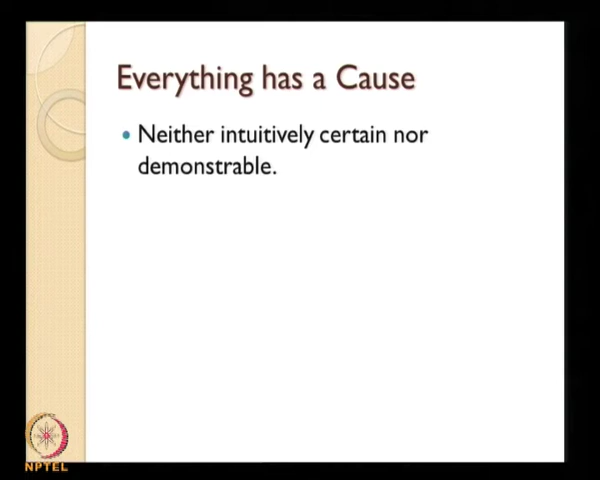 Everything has a Cause
• Neither intuitively certain nor
demonstrable.
NPTEL